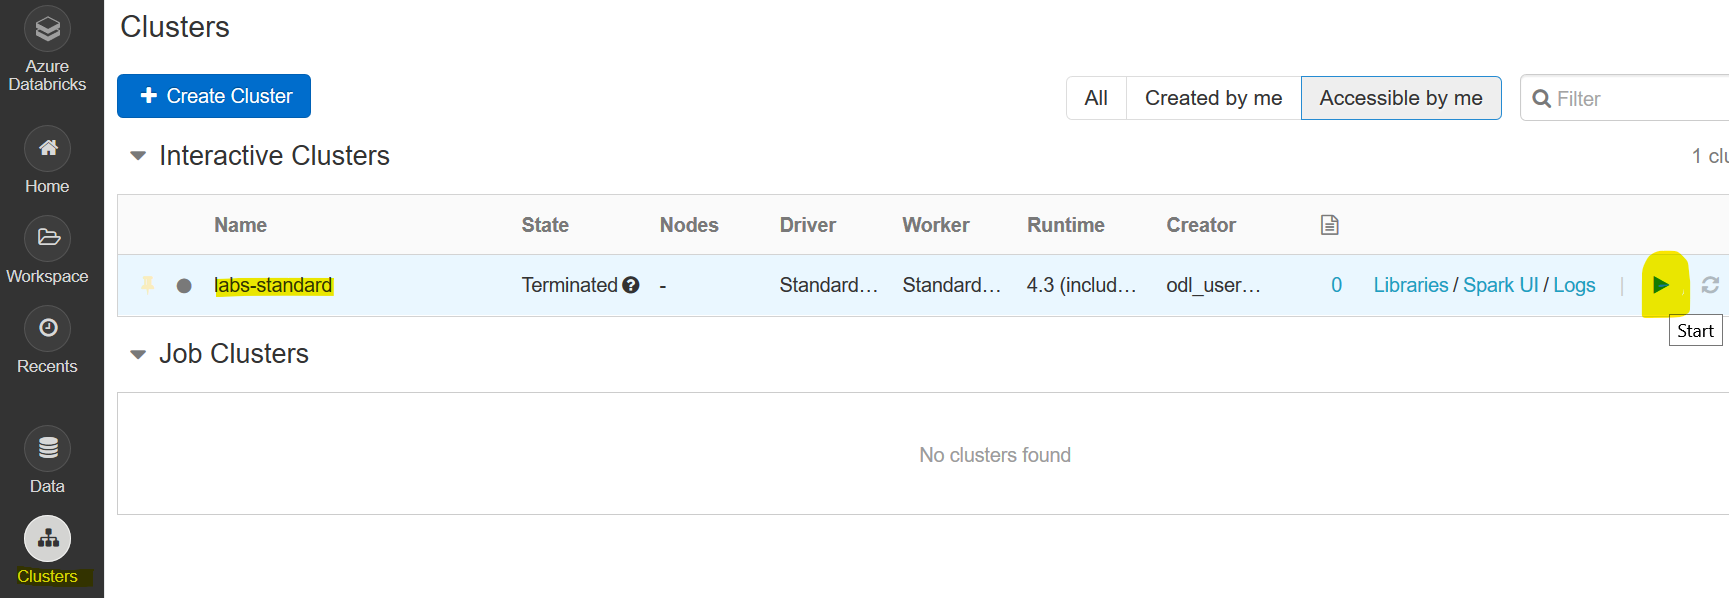 Clusters
Azure
Databricks
Home
Workspace
Recents
Data
Clusters
Create Cluster
All Created by me Accessible by me Filter
Interactive Clusters
1 clu
Name State Nodes Driver Worker Runtime Creator
labs-standard Terminated - Standard... Standard... 4.3 (includ... odl_user... 0 Libraries / Spark UI / Logs |
Start
Job Clusters
No clusters found